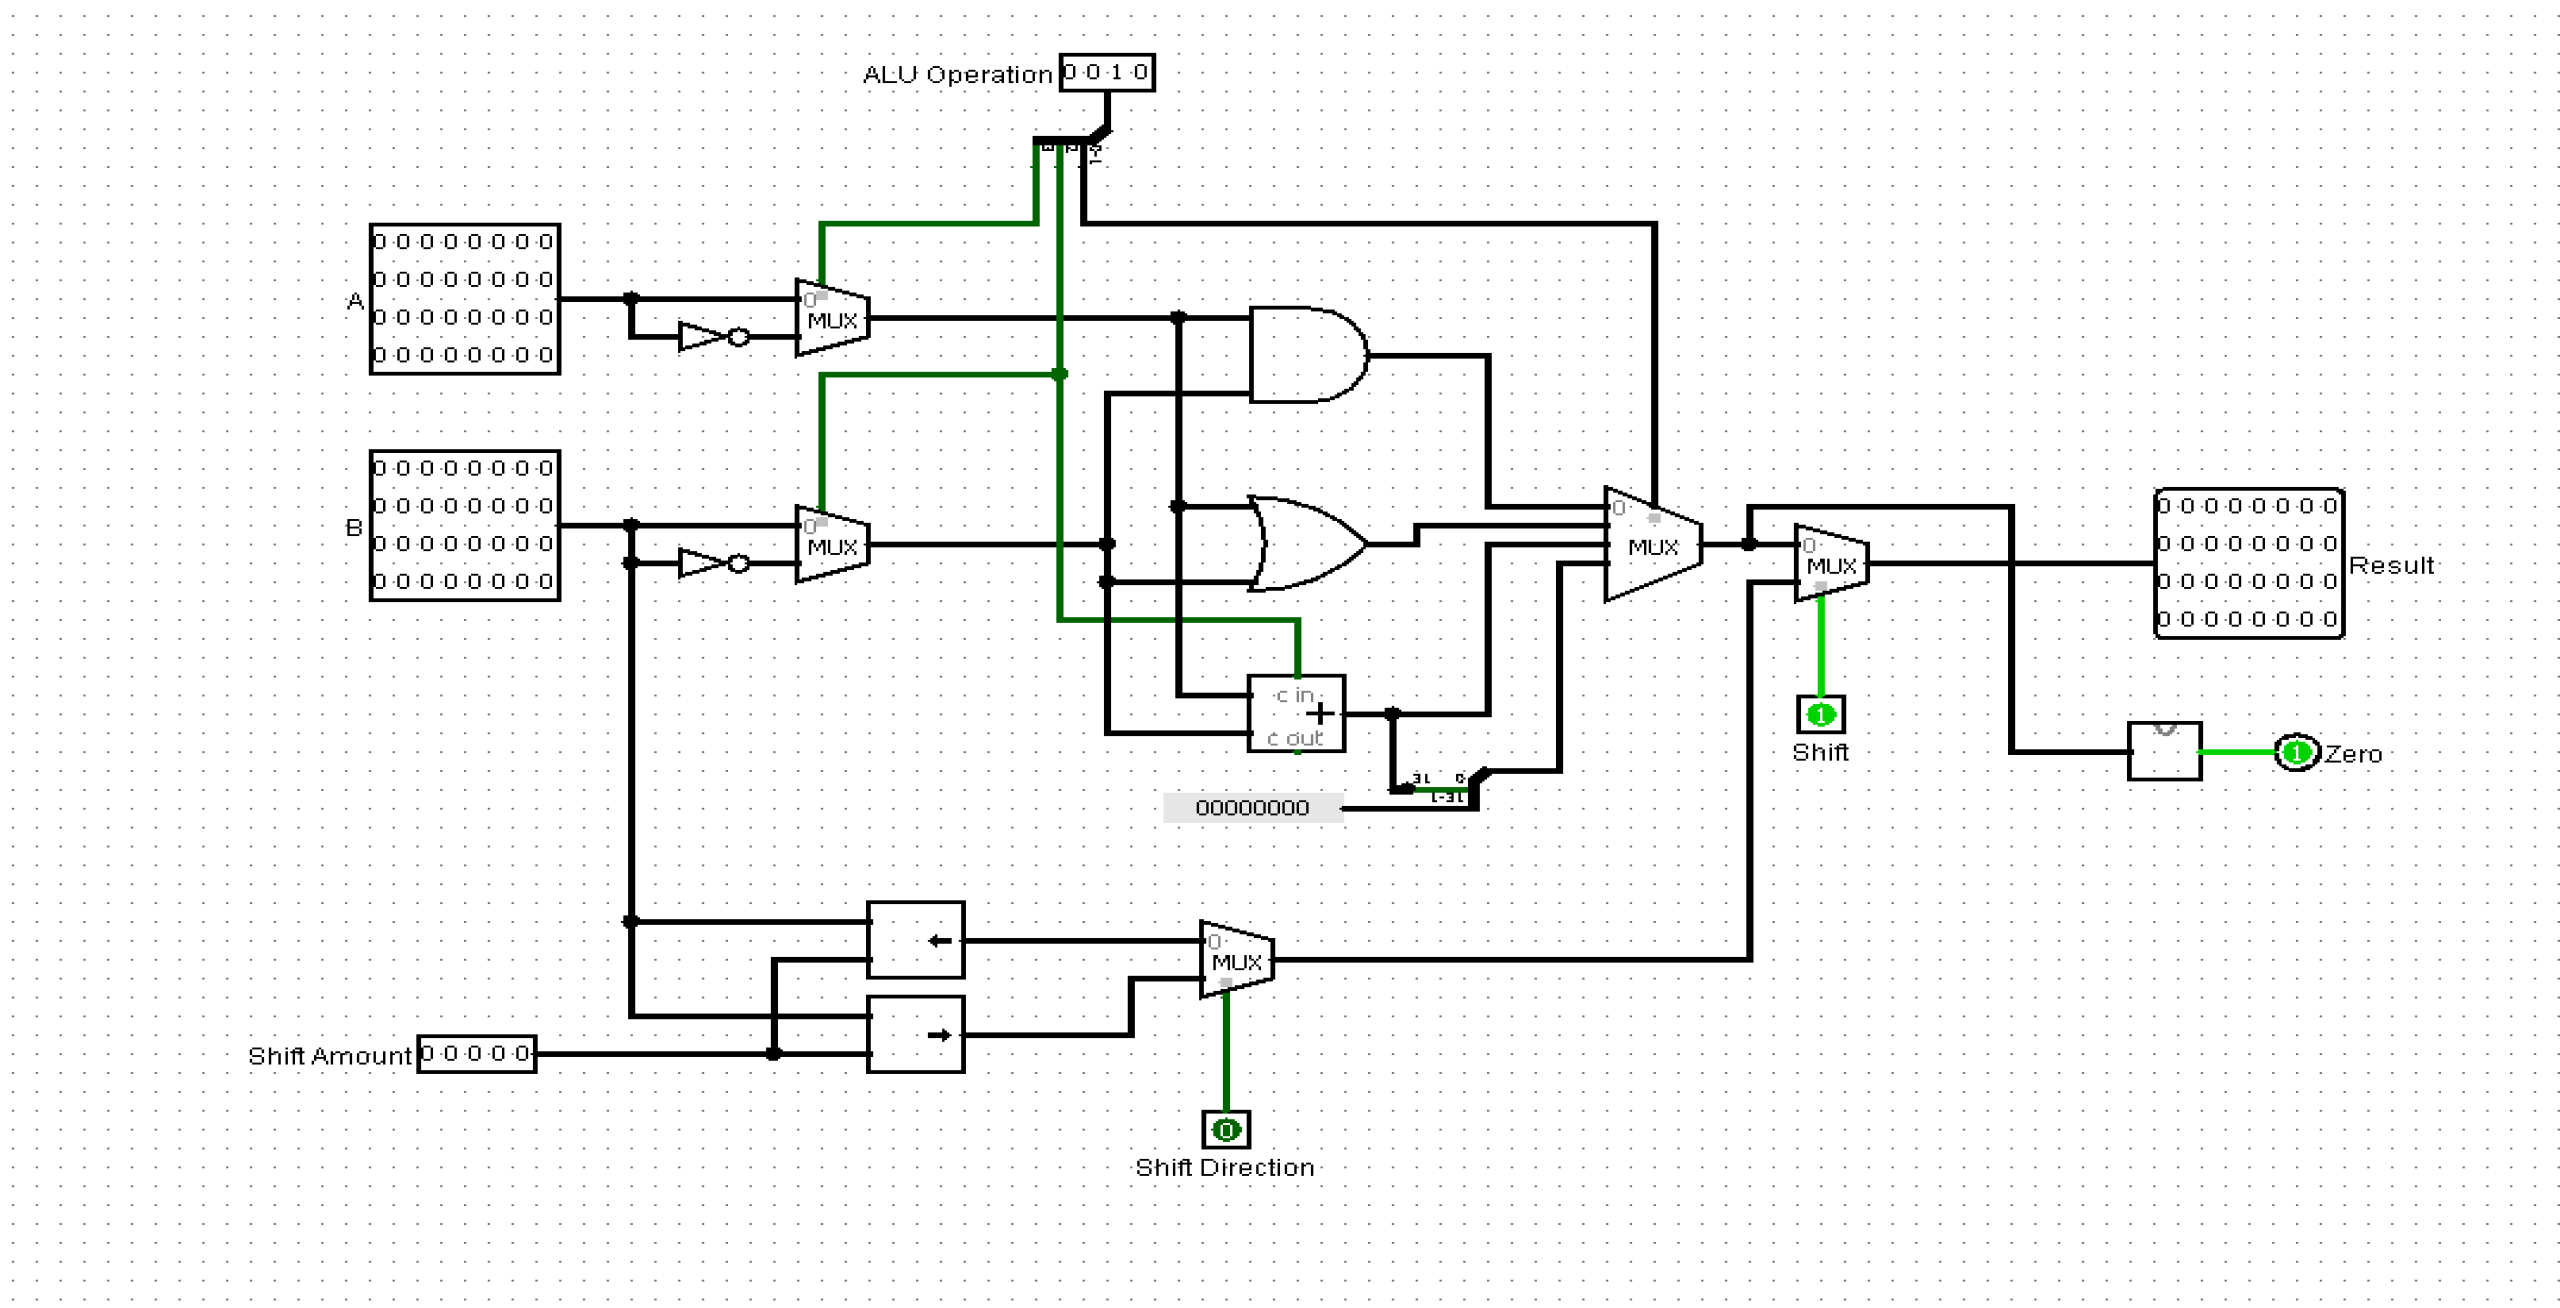 ALU Operation 0 0 1 0
3 2 0-1
A
0 0 0 0 0 0 0 0
0 0 0 0 0 0 0 0
0 0 0 0 0 0 0 0
0 0 0 0 0 0 0 0
0
MUX
B
0 0 0 0 0 0 0 0
0 0 0 0 0 0 0 0
0 0 0 0 0 0 0 0
0 0 0 0 0 0 0 0
0
MUX
c in
+
c out
31 0
1-31
00000000
0
MUX
0
MUX
1
Shift
0 0 0 0 0 0 0 0
0 0 0 0 0 0 0 0
0 0 0 0 0 0 0 0
0 0 0 0 0 0 0 0
Result
1 Zero
Shift Amount 0 0 0 0 0
0
MUX
0
Shift Direction